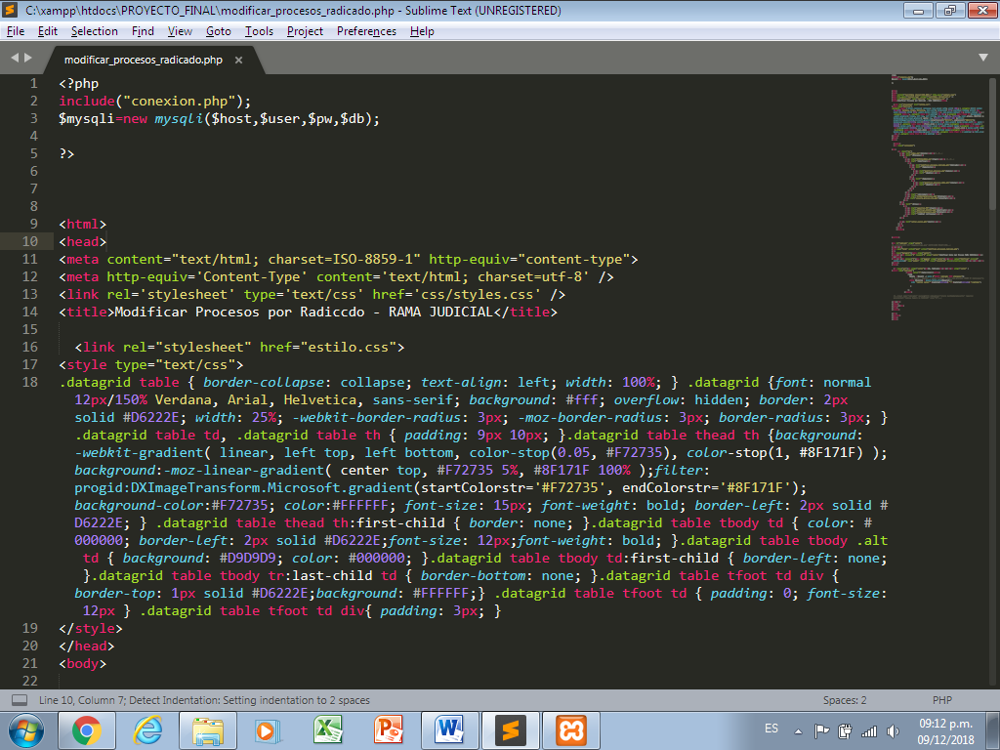 C:\xampp\htdocs\PROYECTO_FINAL\modificar_procesos_radicado.php - Sublime Text (UNREGISTERED)
File Edit Selection Find View Goto Tools Project Preferences Help
modificar_procesos_radicado.php ×
1 <?php
2 include("conexion.php");
3 $mysqli=new mysqli($host,$user,$pw,$db);
4
5 ?>
6
7
8
9 <html>
10 <head>
11 <meta content="text/html; charset=ISO-8859-1" http-equiv="content-type">
12 <meta http-equiv='Content-Type' content='text/html; charset=utf-8' />
13 <link rel='stylesheet' type='text/css' href='css/styles.css' />
14 <title>Modificar Procesos por Radiccdo - RAMA JUDICIAL</title>
15
16 <link rel="stylesheet" href="estilo.css">
17 <style type="text/css">
18 .datagrid table { border-collapse: collapse; text-align: left; width: 100%; } .datagrid {font: normal
12px/150% Verdana, Arial, Helvetica, sans-serif; background: #fff; overflow: hidden; border: 2px
solid #D6222E; width: 25%; -webkit-border-radius: 3px; -moz-border-radius: 3px; border-radius: 3px; }
.datagrid table td, .datagrid table th { padding: 9px 10px; }.datagrid table thead th {background:
-webkit-gradient( linear, left top, left bottom, color-stop(0.05, #F72735), color-stop(1, #8F171F) );
background:-moz-linear-gradient( center top, #F72735 5%, #8F171F 100% );filter:
progid:DXImageTransform.Microsoft.gradient(startColorstr='#F72735', endColorstr='#8F171F');
background-color:#F72735; color:#FFFFFF; font-size: 15px; font-weight: bold; border-left: 2px solid #
D6222E; } .datagrid table thead th:first-child { border: none; }.datagrid table tbody td { color: #
000000; border-left: 2px solid #D6222E;font-size: 12px;font-weight: bold; }.datagrid table tbody .alt
td { background: #D9D9D9; color: #000000; }.datagrid table tbody td:first-child { border-left: none;
}.datagrid table tbody tr:last-child td { border-bottom: none; }.datagrid table tfoot td div {
border-top: 1px solid #D6222E;background: #FFFFFF;} .datagrid table tfoot td { padding: 0; font-size:
12px } .datagrid table tfoot td div{ padding: 3px; }
19 </style>
20 </head>
21 <body>
22
Line 10, Column 7; Detect Indentation: Setting indentation to 2 spaces Spaces: 2 PHP
ES 09:12 p.m.
09/12/2018